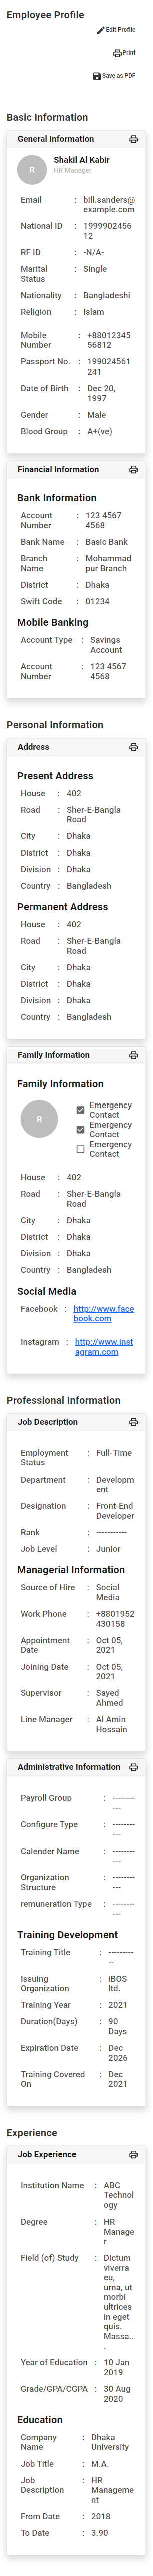 Employee Profile
Edit Profile
Print
Save as PDF
Basic Information
General Information
R
Shakil Al Kabir
HR Manager
Email : bill.sanders@
example.com
National ID : 1999902456
12
RF ID : -N/A-
Marital : Single
Status
Nationality : Bangladeshi
Religion : Islam
Mobile : +88012345
Number 56812
Passport No. : 199024561
241
Date of Birth : Dec 20,
1997
Gender : Male
Blood Group : A+(ve)
Financial Information
Bank Information
Account : 123 4567
Number 4568
Bank Name : Basic Bank
Branch : Mohammad
Name pur Branch
District : Dhaka
Swift Code : 01234
Mobile Banking
Account Type : Savings
Account
Account : 123 4567
Number 4568
Personal Information
Address
Present Address
House : 402
Road : Sher-E-Bangla
Road
City : Dhaka
District : Dhaka
Division : Dhaka
Country : Bangladesh
Permanent Address
House : 402
Road : Sher-E-Bangla
Road
City : Dhaka
District : Dhaka
Division : Dhaka
Country : Bangladesh
Family Information
Family Information
R
Emergency
Contact
Emergency
Contact
Emergency
Contact
House : 402
Road : Sher-E-Bangla
Road
City : Dhaka
District : Dhaka
Division : Dhaka
Country : Bangladesh
Social Media
Facebook : http://www.face
book.com
Instagram : http://www.inst
agram.com
Professional Information
Job Description
Employment : Full-Time
Status
Department : Developm
ent
Designation : Front-End
Developer
Rank : -----------
Job Level : Junior
Managerial Information
Source of Hire : Social
Media
Work Phone : +8801952
430158
Appointment : Oct 05,
Date 2021
Joining Date : Oct 05,
2021
Supervisor : Sayed
Ahmed
Line Manager : Al Amin
Hossain
Administrative Information
Payroll Group : --------
---
Configure Type : --------
---
Calender Name : --------
---
Organization : --------
Structure ---
remuneration Type : --------
---
Training Development
Training Title : ---------
--
Issuing : iBOS
Organization ltd.
Training Year : 2021
Duration(Days) : 90
Days
Expiration Date : Dec
2026
Training Covered : Dec
On 2021
Experience
Job Experience
Institution Name : ABC
Technol
ogy
Degree : HR
Manage
r
Field (of) Study : Dictum
viverra
eu,
urna, ut
morbi
ultrices
in eget
quis.
Massa..
.
Year of Education : 10 Jan
2019
Grade/GPA/CGPA : 30 Aug
2020
Education
Company : Dhaka
Name University
Job Title : M.A.
Job : HR
Description Manageme
nt
From Date : 2018
To Date : 3.90